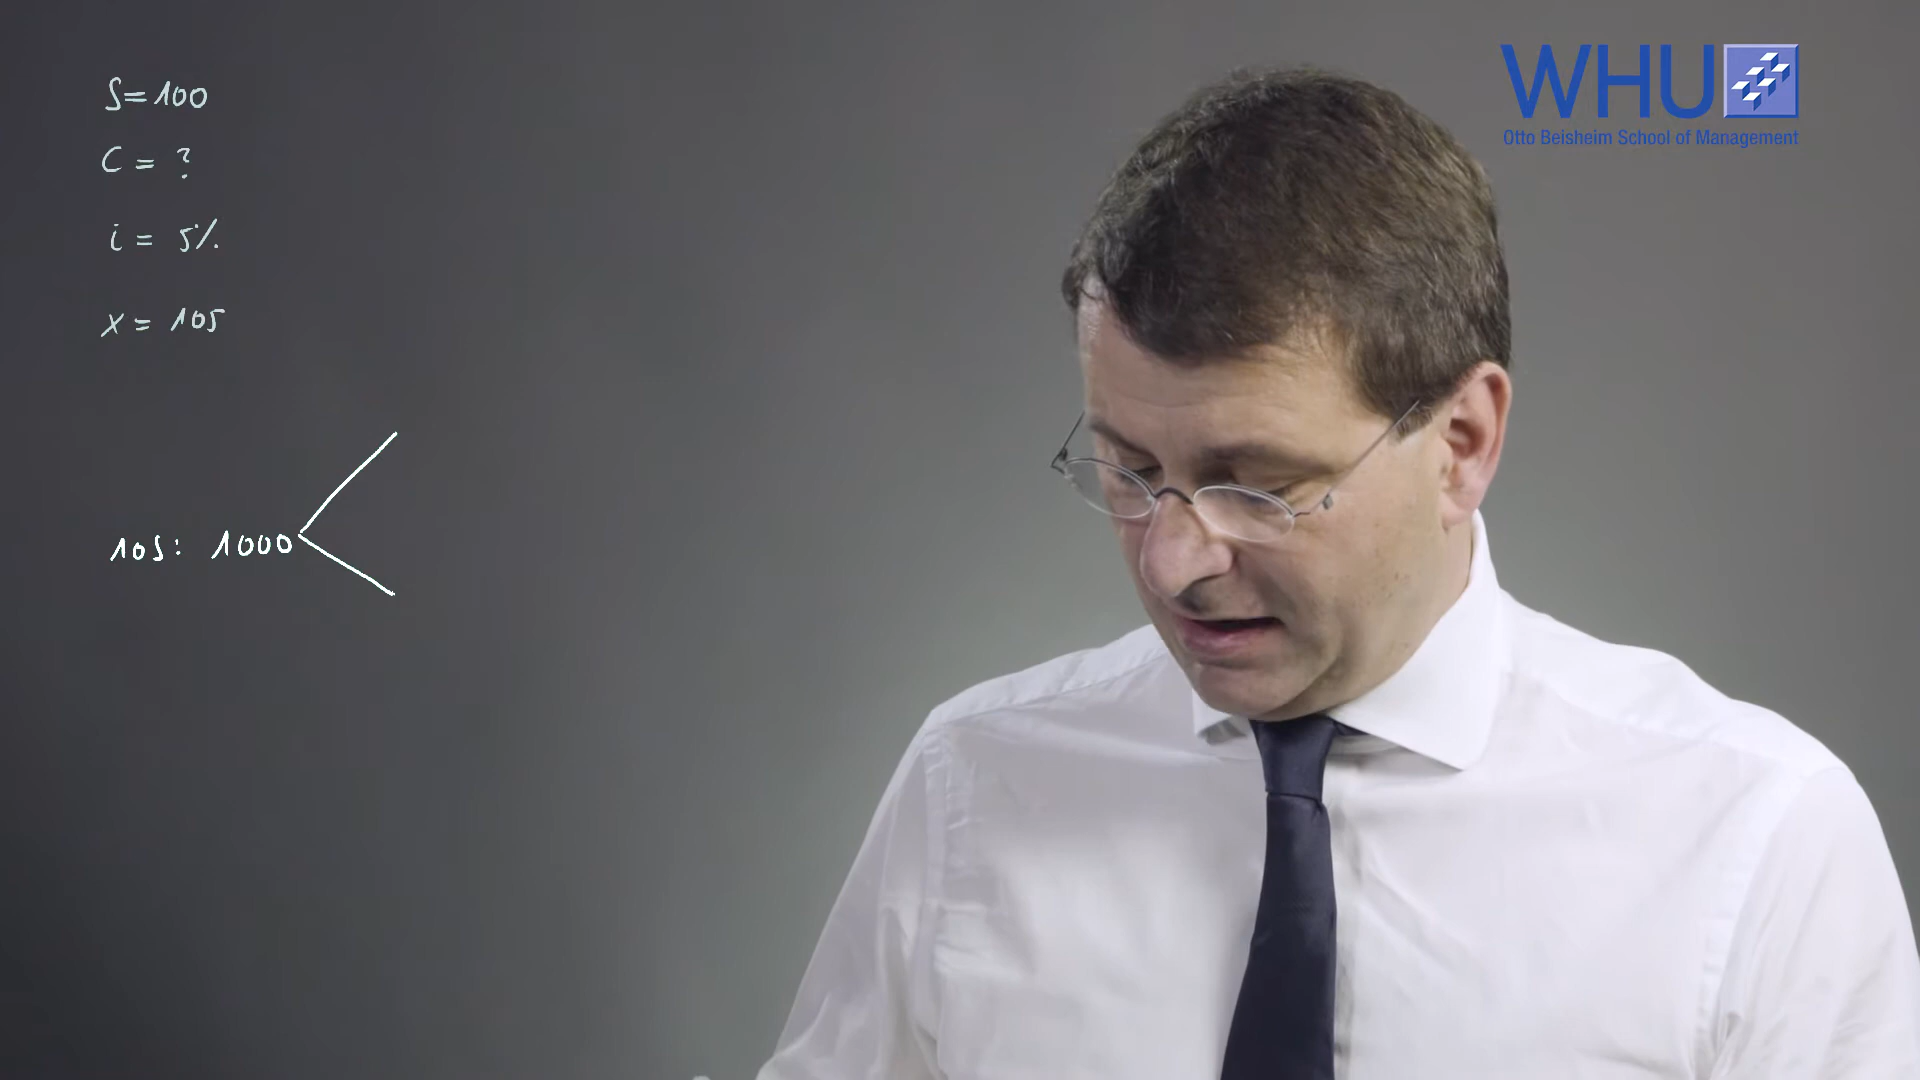 S=100
C = ?
i = 5%
x = 105
105: 1000
WHU
Otto Beisheim School of Management